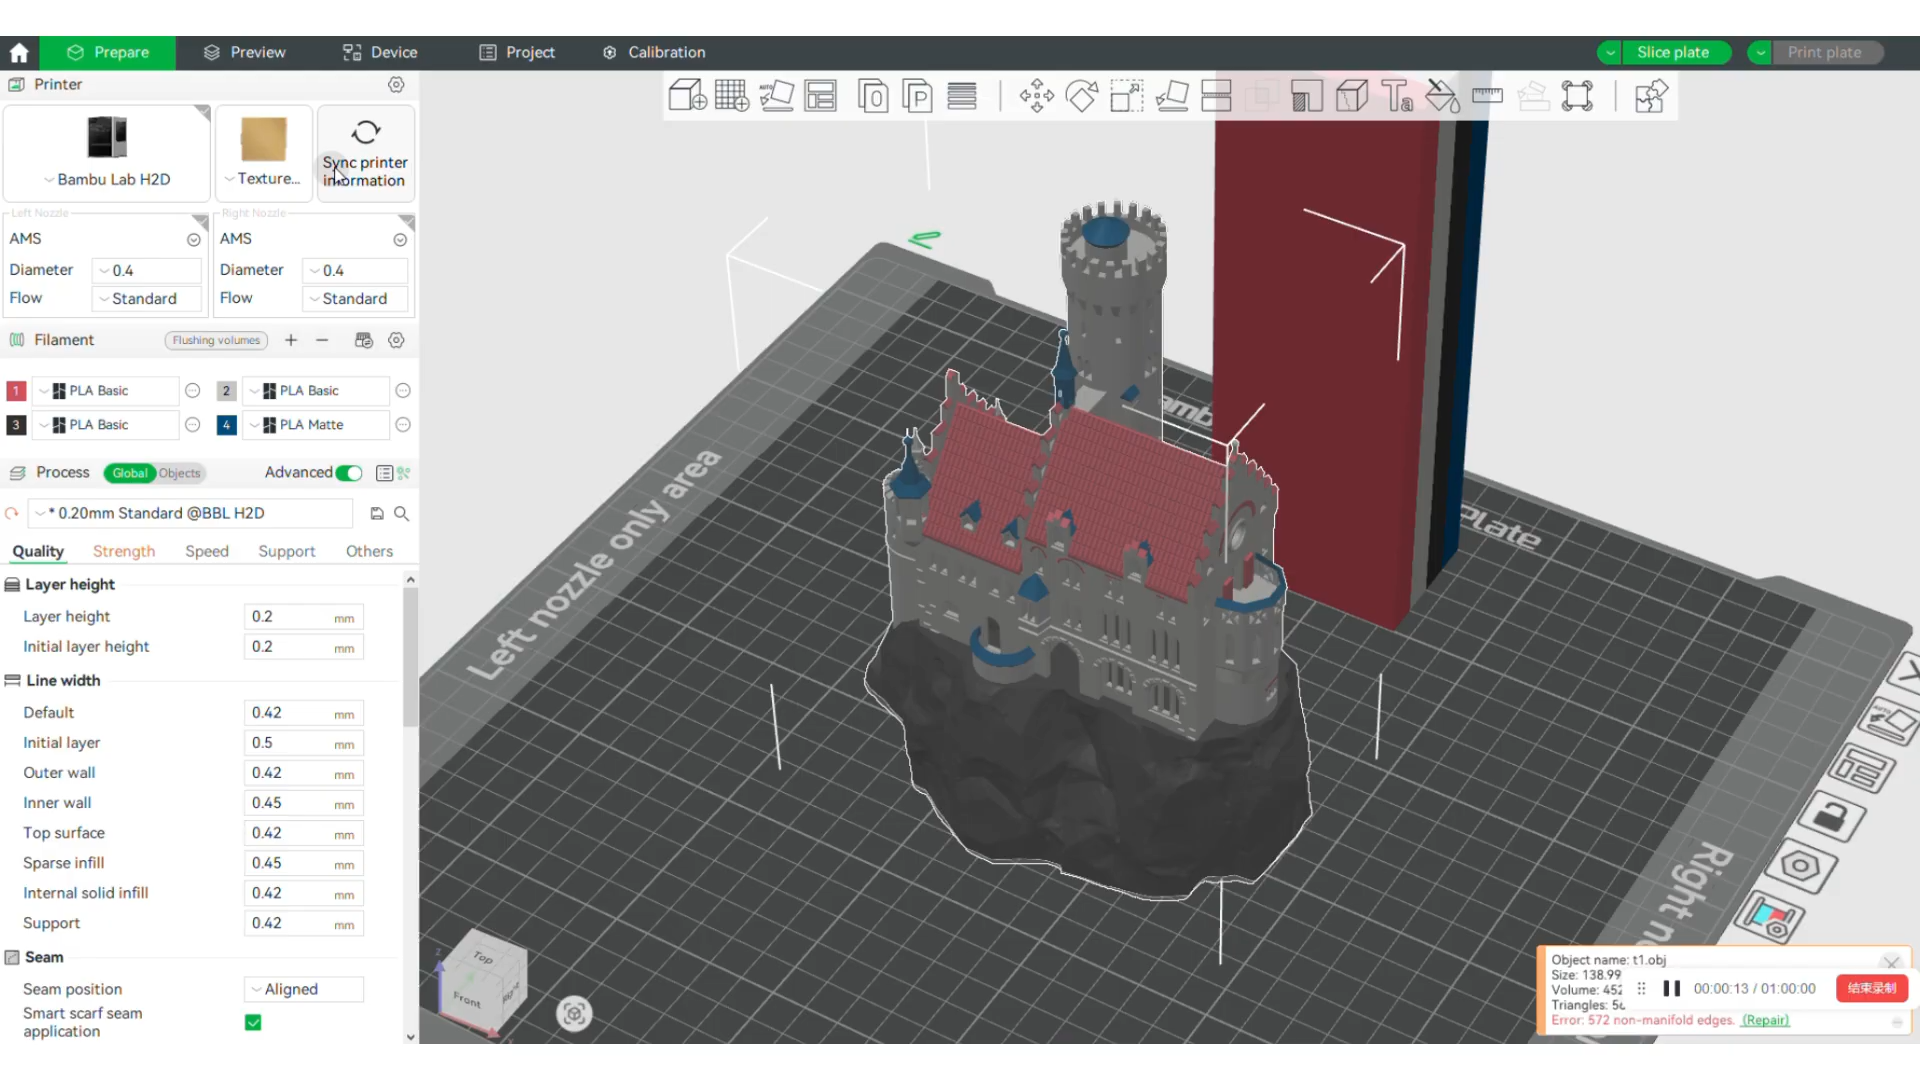 Prepare
Preview
Device
Project
Calibration
Slice plate
Print plate
Printer
Bambu Lab H2D
Texture...
Sync printer
information
Left Nozzle
Right Nozzle
AMS
AMS
Diameter
0.4
Diameter
0.4
Flow
Standard
Flow
Standard
Filament
Flushing volumes
1
PLA Basic
2
PLA Basic
3
PLA Basic
4
PLA Matte
Process
Global
Objects
Advanced
* 0.20mm Standard @BBL H2D
Quality
Strength
Speed
Support
Others
Layer height
Layer height
0.2
mm
Initial layer height
0.2
mm
Line width
Default
0.42
mm
Initial layer
0.5
mm
Outer wall
0.42
mm
Inner wall
0.45
mm
Top surface
0.42
mm
Sparse infill
0.45
mm
Internal solid infill
0.42
mm
Support
0.42
mm
Seam
Seam position
Aligned
Smart scarf seam
application
Left nozzle only area
Plate
Right no
AUTO
AUTO
Top
Front
Right
Object name: t1.obj
Size: 138.99
Volume: 452
Triangles: 5
Error: 572 non-manifold edges. (Repair)
00:00:13 / 01:00:00
结束录制